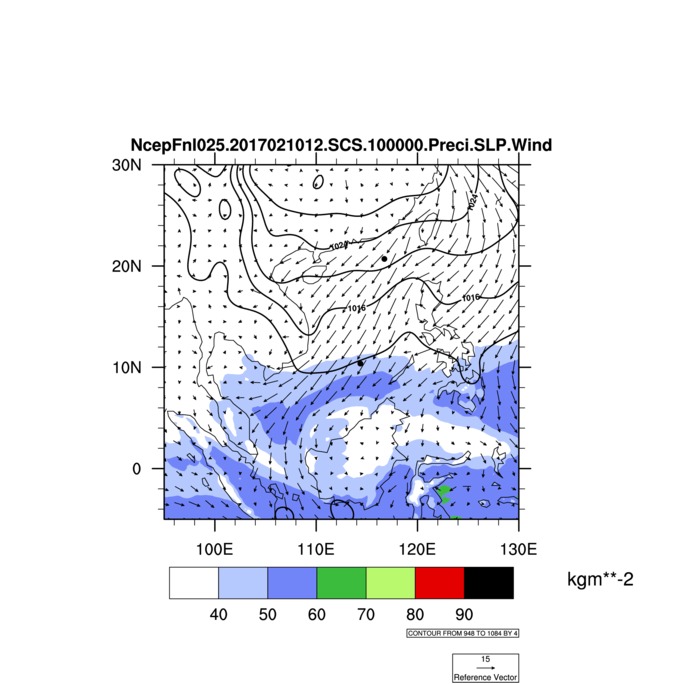 NcepFnl025.2017021012.SCS.100000.Preci.SLP.Wind
30N
1024
1024
20N
1016
1016
10N
0
100E 110E 120E 130E
kgm**-2
40 50 60 70 80 90
CONTOUR FROM 948 TO 1084 BY 4
15
Reference Vector